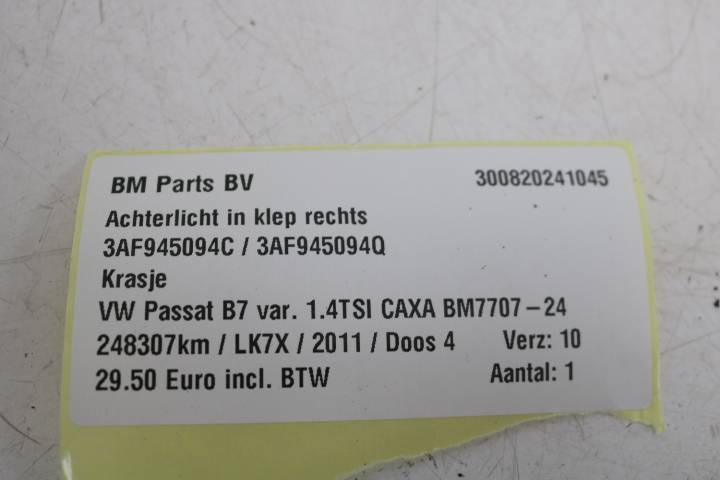 BM Parts BV 300820241045
Achterlicht in klep rechts
3AF945094C / 3AF945094Q
Krasje
VW Passat B7 var. 1.4TSI CAXA BM7707-24
248307km / LK7X / 2011 / Doos 4 Verz: 10
29.50 Euro incl. BTW Aantal: 1